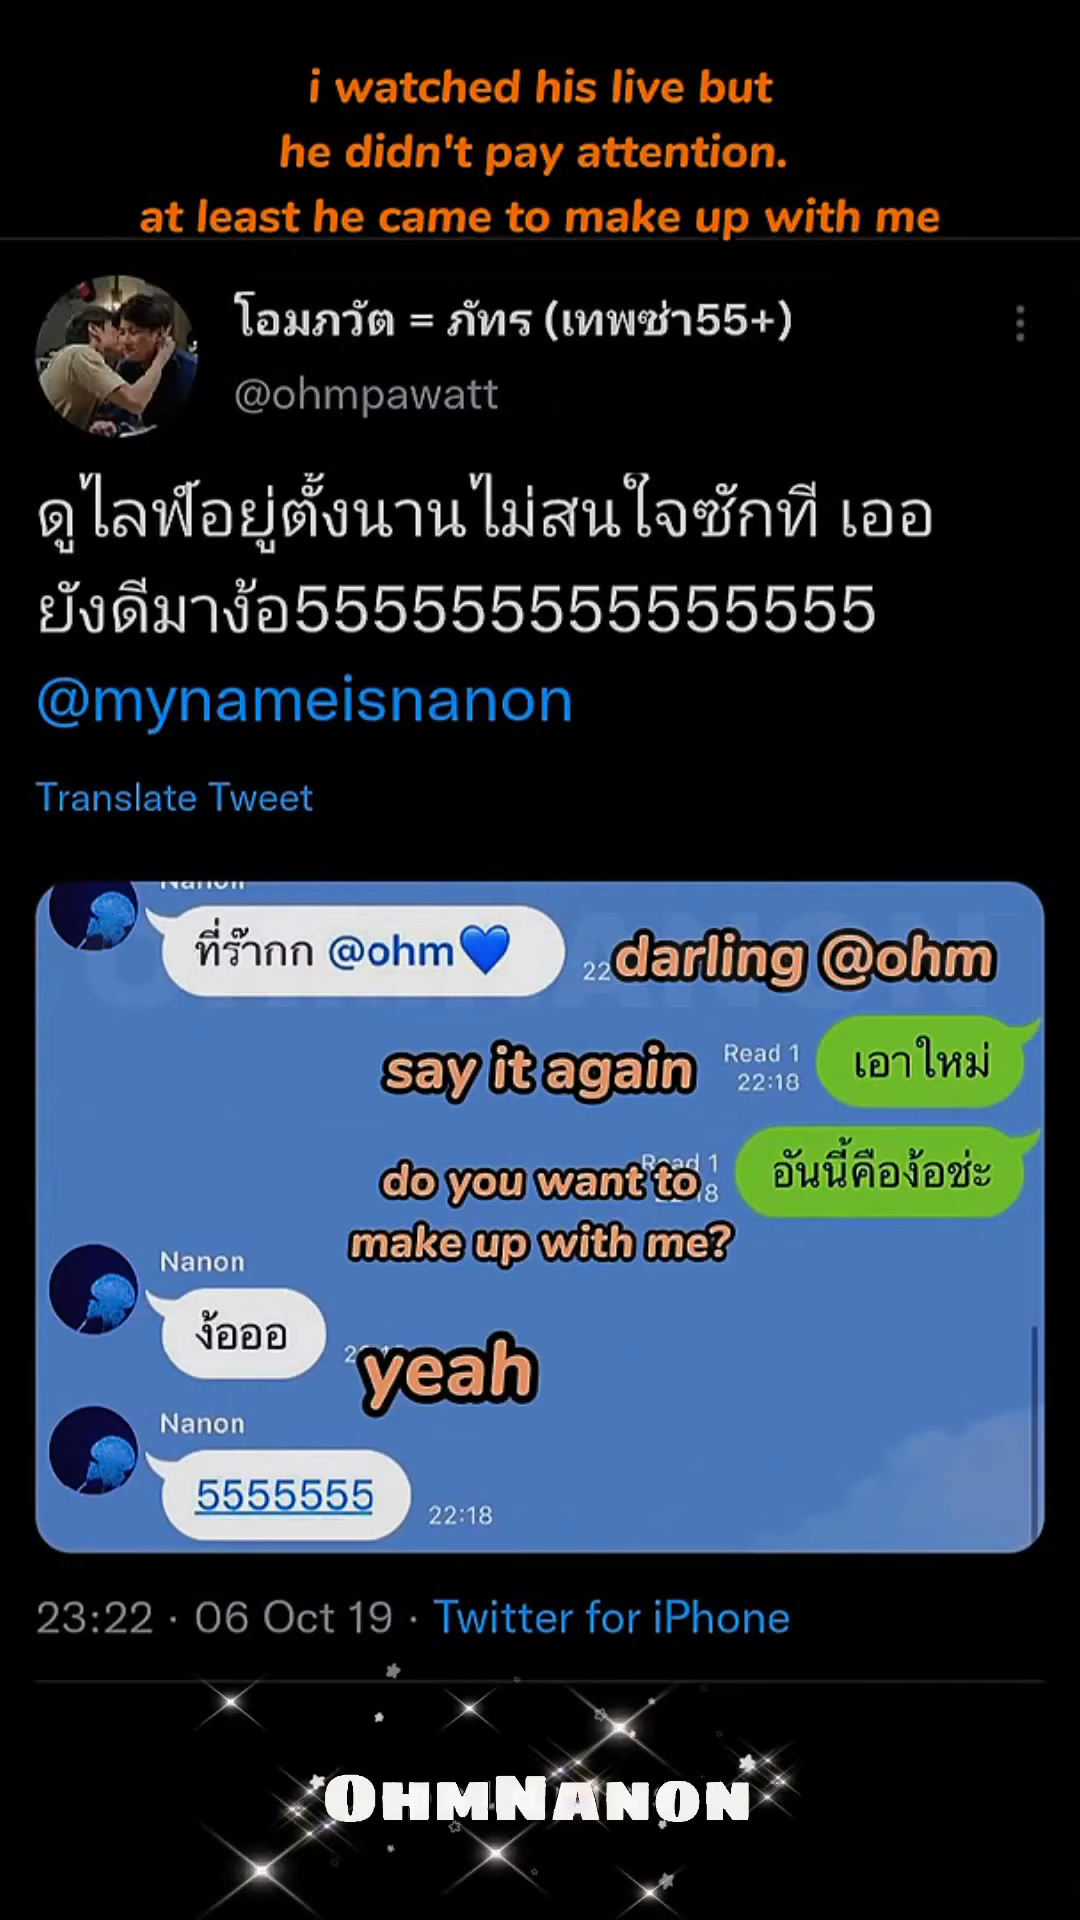 i watched his live but
he didn't pay attention.
at least he came to make up with me
โอมภวัต = ภัทร (เทพซ่า55+)
@ohmpawatt
ดูไลฟ์อยู่ตั้งนานไม่สนใจซักที เออ
ยังดีมาง้อ5555555555555555
@mynameisnanon
Translate Tweet
Nanon
ที่ร๊ากก @ohm💙
22
darling @ohm
say it again
Read 1
22:18
เอาใหม่
do you want to
make up with me?
Read 1
อันนี้คือง้อช่ะ
Nanon
ง้อออ
yeah
Nanon
5555555
22:18
23:22 · 06 Oct 19 · Twitter for iPhone
OHMNANON